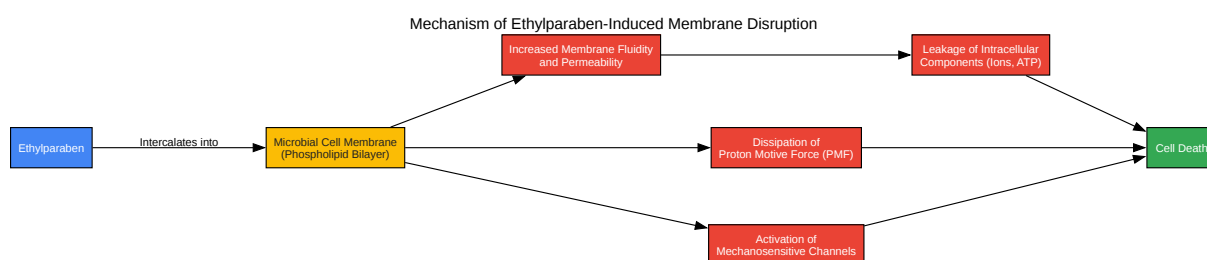 Mechanism of Ethylparaben-Induced Membrane Disruption
Increased Membrane Fluidity
and Permeability
Leakage of Intracellular
Components (Ions, ATP)
Ethylparaben
Intercalates into
Microbial Cell Membrane
(Phospholipid Bilayer)
Dissipation of
Proton Motive Force (PMF)
Cell Death
Activation of
Mechanosensitive Channels